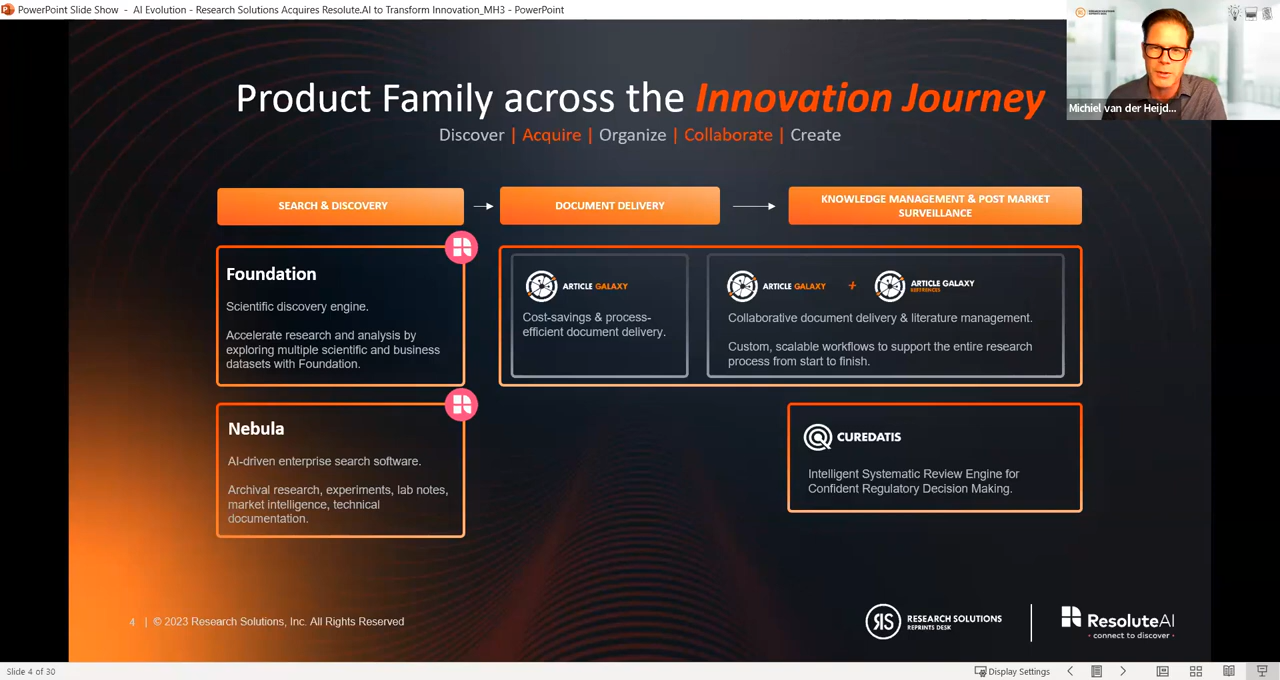 PowerPoint Slide Show - AI Evolution - Research Solutions Acquires Resolute.AI to Transform Innovation_MH3 - PowerPoint
Michiel van der Heijd...
Product Family across the Innovation Journey
Discover | Acquire | Organize | Collaborate | Create
SEARCH & DISCOVERY
DOCUMENT DELIVERY
KNOWLEDGE MANAGEMENT & POST MARKET
SURVEILLANCE
Foundation
Scientific discovery engine.
Accelerate research and analysis by
exploring multiple scientific and business
datasets with Foundation.
ARTICLE GALAXY
Cost-savings & process-
efficient document delivery.
ARTICLE GALAXY + ARTICLE GALAXY
REFERENCES
Collaborative document delivery & literature management.
Custom, scalable workflows to support the entire research
process from start to finish.
Nebula
AI-driven enterprise search software.
Archival research, experiments, lab notes,
market intelligence, technical
documentation.
CUREDATIS
Intelligent Systematic Review Engine for
Confident Regulatory Decision Making.
4 | © 2023 Research Solutions, Inc. All Rights Reserved
RS RESEARCH SOLUTIONS
REPRINTS DESK
ResoluteAI
• connect to discover •
Slide 4 of 30
Display Settings